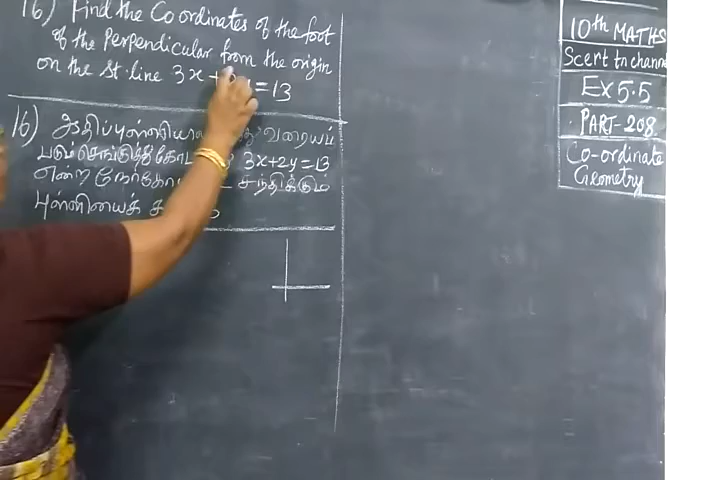 16) Find the Coordinates of the foot
of the Perpendicular from the origin
on the st. line 3x + y = 13
16) ஆதிப்புள்ளியி வரையப்
படும் செங்குத்துக்கோட் 3x+2y=13
என்ற நேர்கோ சந்திக்கும்
புள்ளியைக்
10th MATHS
Scert tn channe
Ex 5.5
PART-208
Co-ordinate
Geometry